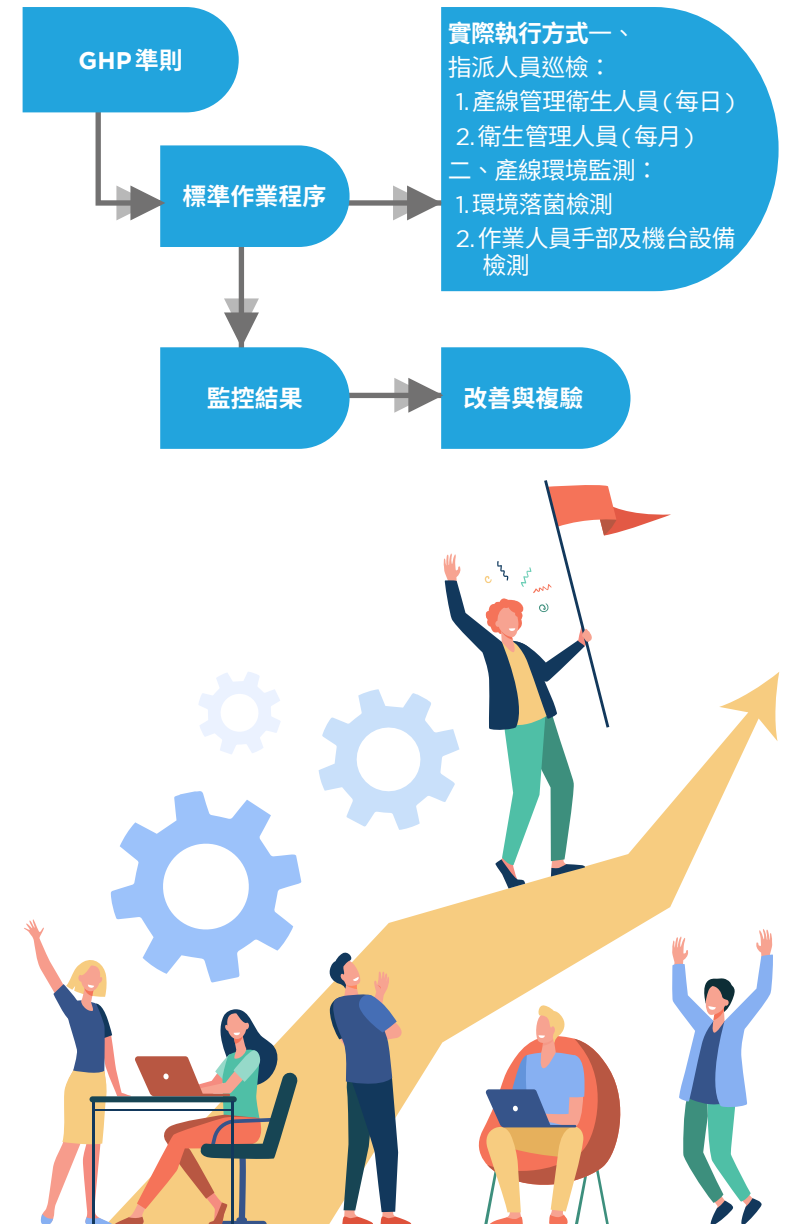 GHP準則
標準作業程序
實際執行方式一、
指派人員巡檢：
1. 產線管理衛生人員(每日)
2. 衛生管理人員(每月)
二、產線環境監測：
1. 環境落菌檢測
2. 作業人員手部及機台設備
檢測
監控結果
改善與複驗